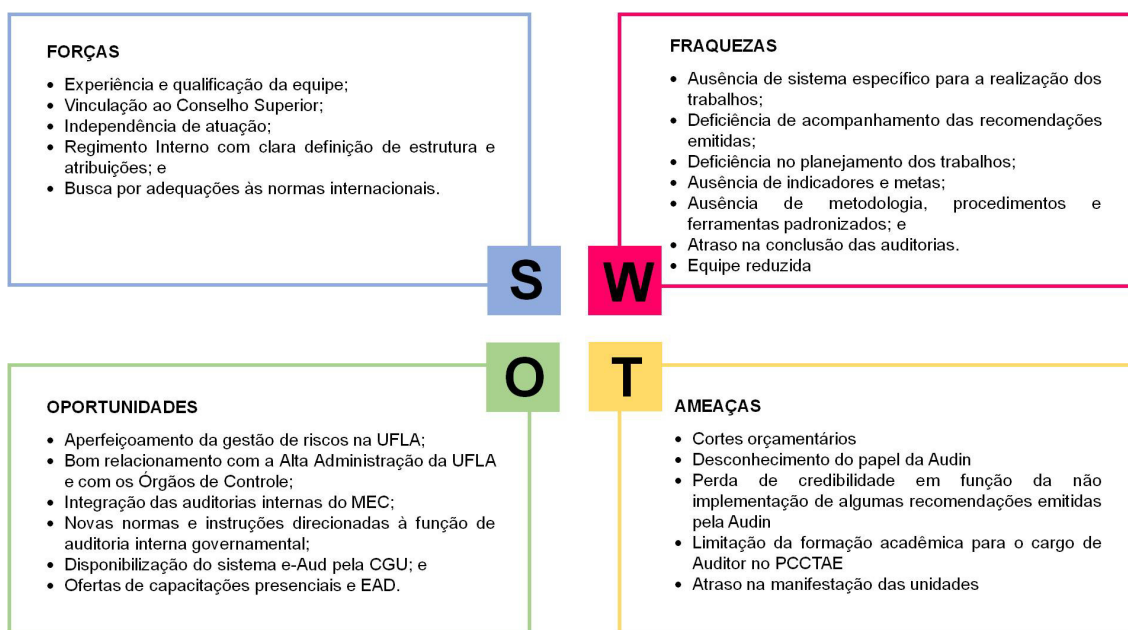 FORÇAS
• Experiência e qualificação da equipe;
• Vinculação ao Conselho Superior;
• Independência de atuação;
• Regimento Interno com clara definição de estrutura e
atribuições; e
• Busca por adequações às normas internacionais.
S
FRAQUEZAS
• Ausência de sistema específico para a realização dos
trabalhos;
• Deficiência de acompanhamento das recomendações
emitidas;
• Deficiência no planejamento dos trabalhos;
• Ausência de indicadores e metas;
• Ausência de metodologia, procedimentos e
ferramentas padronizados; e
• Atraso na conclusão das auditorias.
• Equipe reduzida
W
O
OPORTUNIDADES
• Aperfeiçoamento da gestão de riscos na UFLA;
• Bom relacionamento com a Alta Administração da UFLA
e com os Órgãos de Controle;
• Integração das auditorias internas do MEC;
• Novas normas e instruções direcionadas à função de
auditoria interna governamental;
• Disponibilização do sistema e-Aud pela CGU; e
• Ofertas de capacitações presenciais e EAD.
T
AMEAÇAS
• Cortes orçamentários
• Desconhecimento do papel da Audin
• Perda de credibilidade em função da não
implementação de algumas recomendações emitidas
pela Audin
• Limitação da formação acadêmica para o cargo de
Auditor no PCCTAE
• Atraso na manifestação das unidades